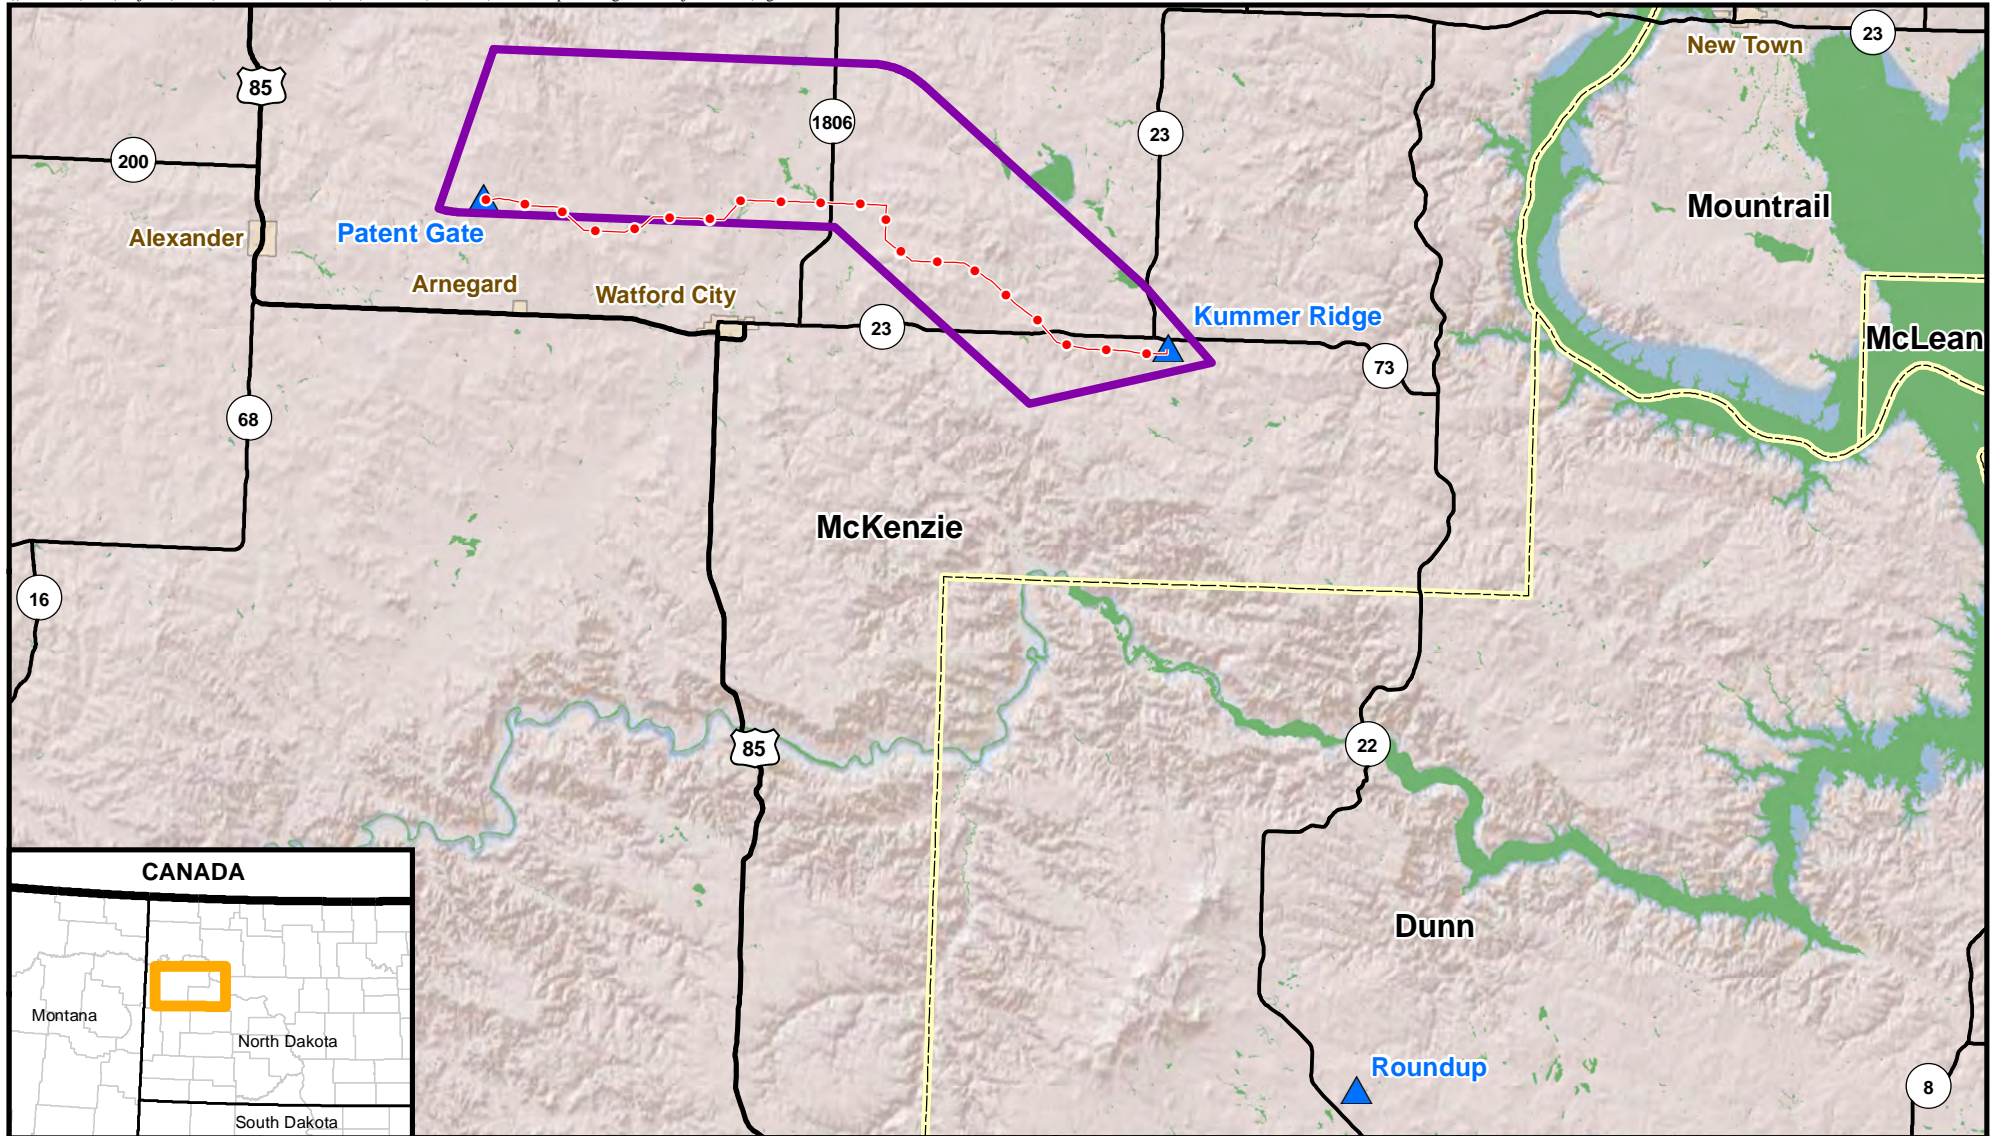 New Town
23
85
1806
23
200
Mountrail
Alexander
Patent Gate
Arnegard
Watford City
Kummer Ridge
23
McLean
73
68
McKenzie
16
85
22
CANADA
Dunn
Montana
North Dakota
Roundup
8
South Dakota